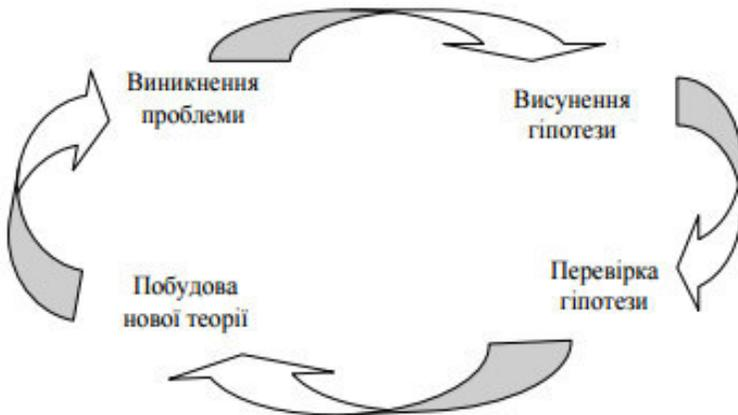 Виникнення
проблеми
Висунення
гіпотези
Перевірка
гіпотези
Побудова
нової теорії